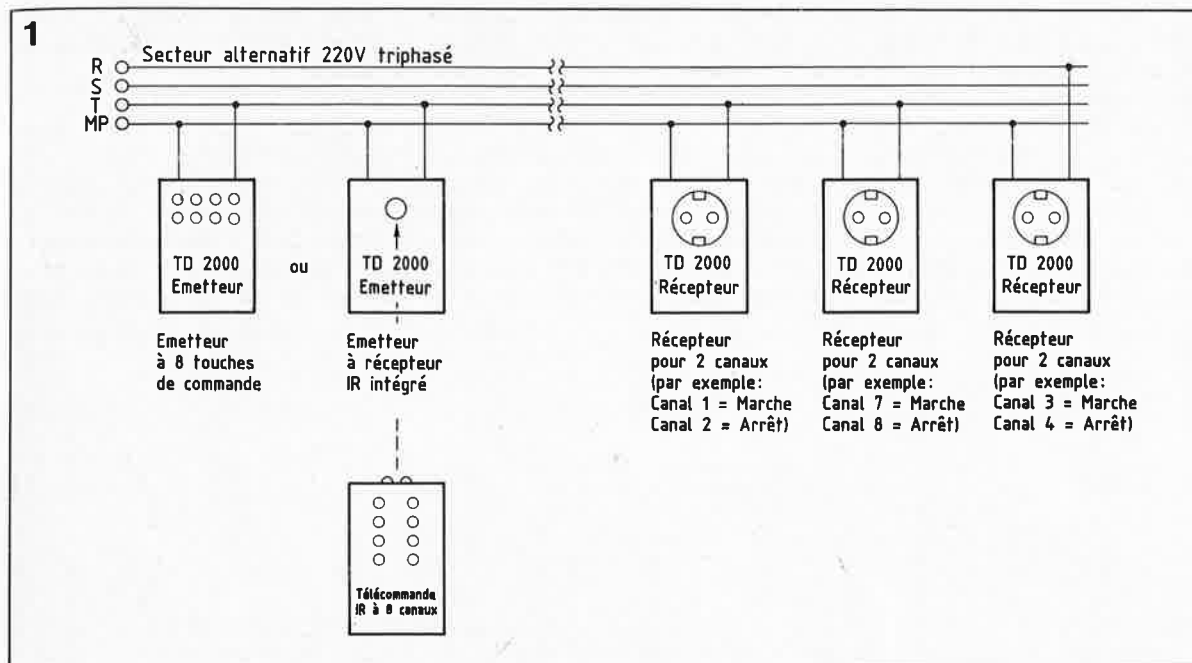 1
Secteur alternatif 220V triphasé
R
S
T
MP
TD 2000
Emetteur
ou
TD 2000
Emetteur
TD 2000
Récepteur
TD 2000
Récepteur
TD 2000
Récepteur
Emetteur
à 8 touches
de commande
Emetteur
à récepteur
IR intégré
Récepteur
pour 2 canaux
(par exemple:
Canal 1 = Marche
Canal 2 = Arrêt)
Récepteur
pour 2 canaux
(par exemple:
Canal 7 = Marche
Canal 8 = Arrêt)
Récepteur
pour 2 canaux
(par exemple:
Canal 3 = Marche
Canal 4 = Arrêt)
Télécommande
IR à 8 canaux